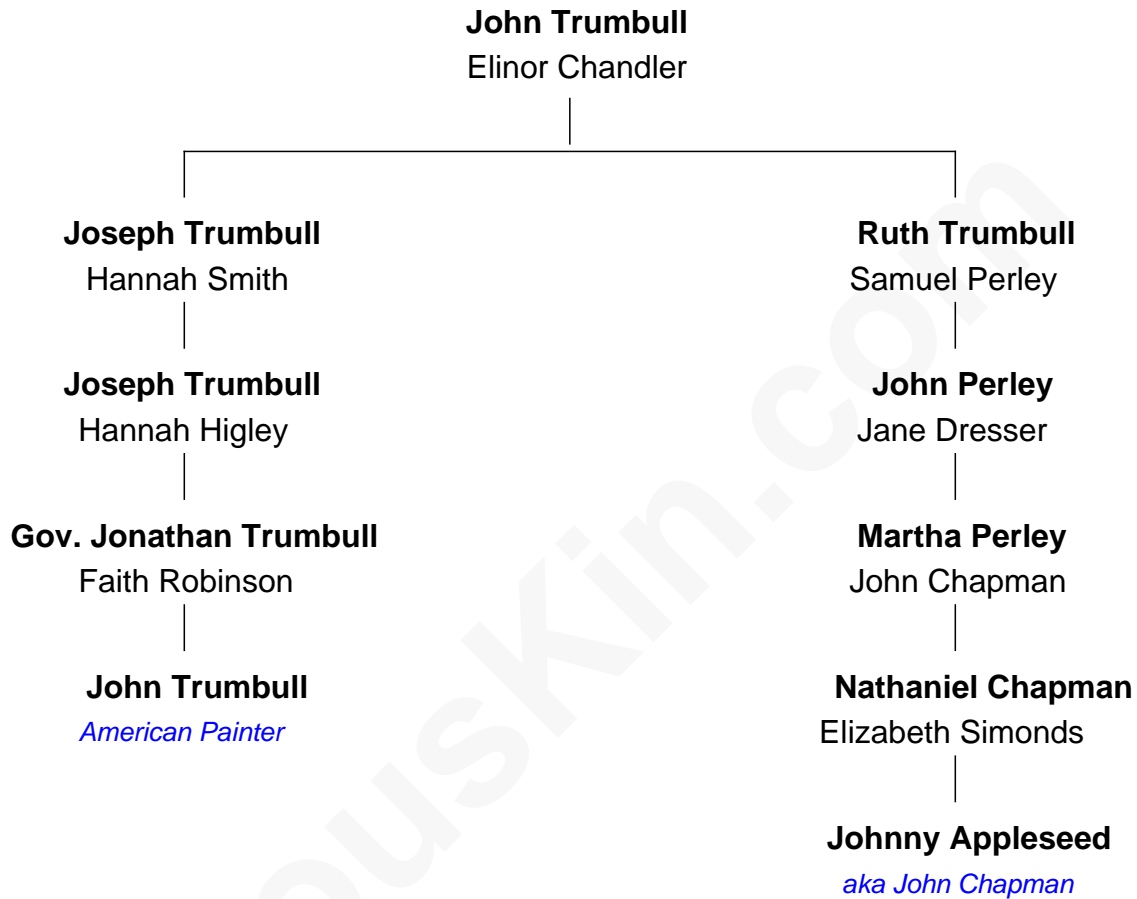 John Trumbull
Elinor Chandler
Joseph Trumbull
Hannah Smith
Joseph Trumbull
Hannah Higley
Gov. Jonathan Trumbull
Faith Robinson
John Trumbull
American Painter
Ruth Trumbull
Samuel Perley
John Perley
Jane Dresser
Martha Perley
John Chapman
Nathaniel Chapman
Elizabeth Simonds
Johnny Appleseed
aka John Chapman
ousKin.com